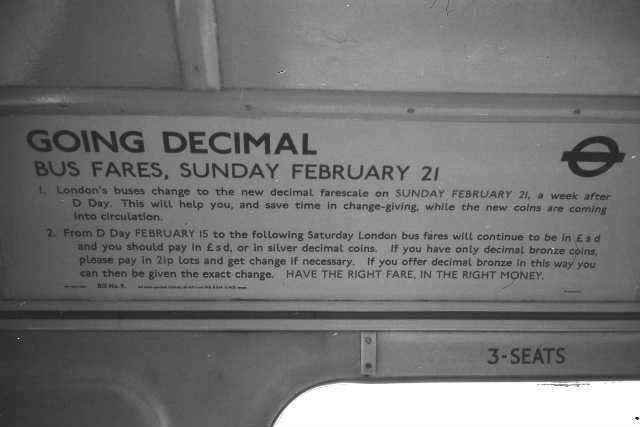 GOING DECIMAL
BUS FARES, SUNDAY FEBRUARY 21
1. London's buses change to the new decimal farescale on SUNDAY FEBRUARY 21, a week after
D Day. This will help you, and save time in change-giving, while the new coins are coming
into circulation.
2. From D Day FEBRUARY 15 to the following Saturday London bus fares will continue to be in £ s d
and you should pay in £ s d, or in silver decimal coins. If you have only decimal bronze coins,
please pay in 2½p lots and get change if necessary. If you offer decimal bronze in this way you
can then be given the exact change. HAVE THE RIGHT FARE, IN THE RIGHT MONEY.
Bill No. 9.
3-SEATS